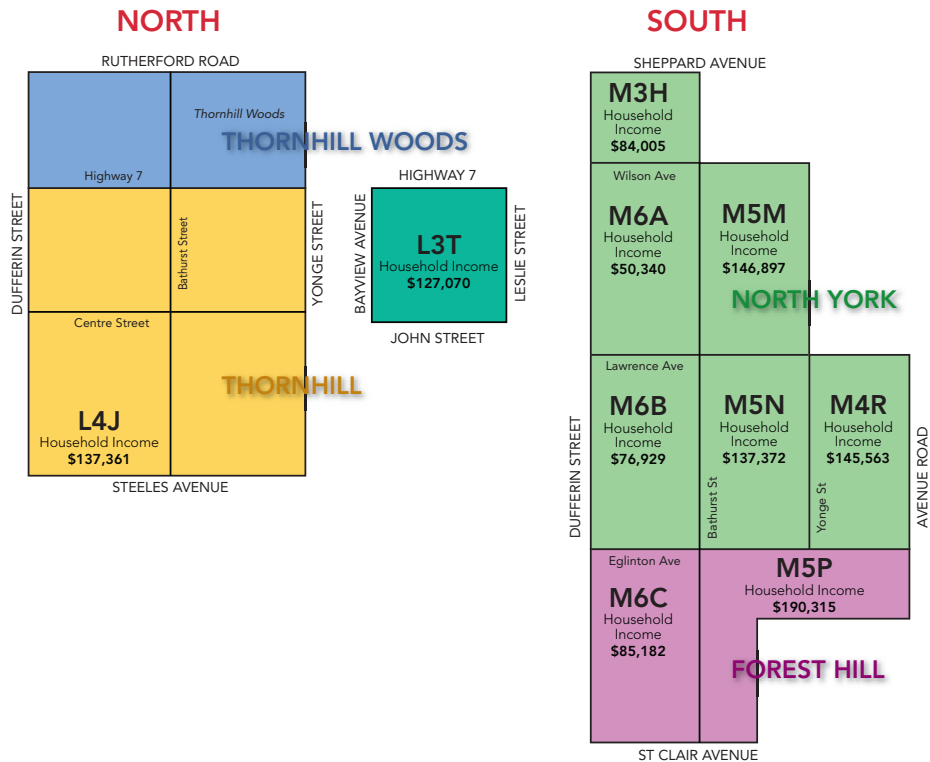 NORTH
RUTHERFORD ROAD
Thornhill Woods
THORNHILL WOODS
Highway 7
DUFFERIN STREET
Bathurst Street
YONGE STREET
Centre Street
THORNHILL
L4J
Household Income
$137,361
STEELES AVENUE
HIGHWAY 7
BAYVIEW AVENUE
L3T
Household Income
$127,070
LESLIE STREET
JOHN STREET
SOUTH
SHEPPARD AVENUE
M3H
Household
Income
$84,005
Wilson Ave
M6A
Household
Income
$50,340
M5M
Household
Income
$146,897
NORTH YORK
Lawrence Ave
DUFFERIN STREET
M6B
Household
Income
$76,929
M5N
Household
Income
$137,372
Bathurst St
M4R
Household
Income
$145,563
Yonge St
AVENUE ROAD
Eglinton Ave
M6C
Household
Income
$85,182
M5P
Household Income
$190,315
FOREST HILL
ST CLAIR AVENUE